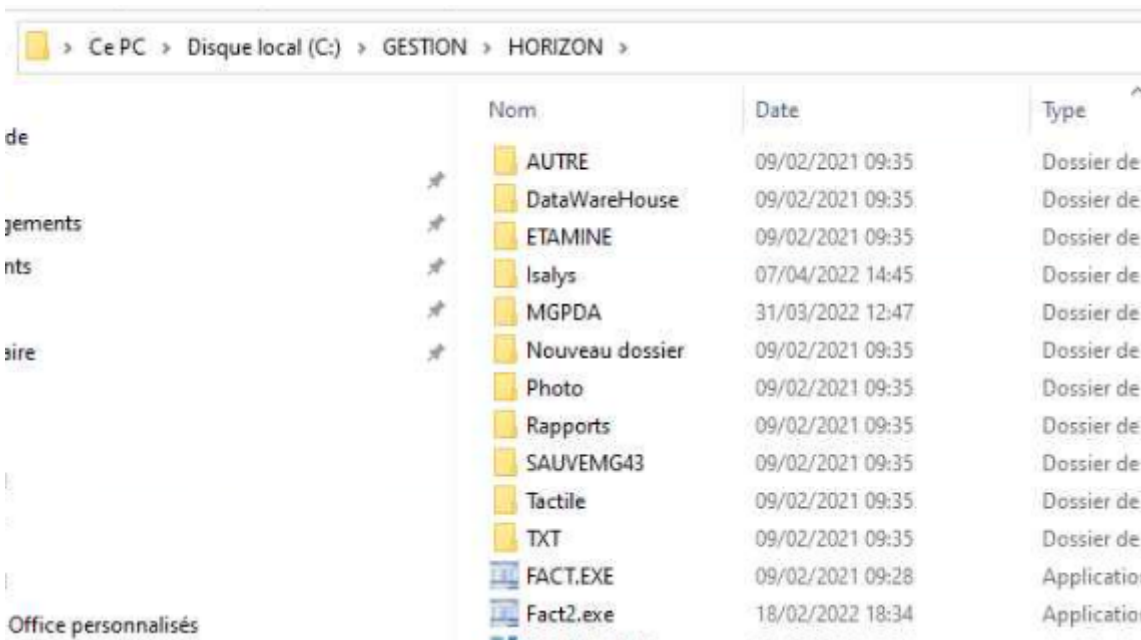 > Ce PC > Disque local (C:) > GESTION > HORIZON >
Nom Date Type
de
AUTRE 09/02/2021 09:35 Dossier de
DataWareHouse 09/02/2021 09:35 Dossier de
gements
ETAMINE 09/02/2021 09:35 Dossier de
nts
Isalys 07/04/2022 14:45 Dossier de
MGPDA 31/03/2022 12:47 Dossier de
aire
Nouveau dossier 09/02/2021 09:35 Dossier de
Photo 09/02/2021 09:35 Dossier de
Rapports 09/02/2021 09:35 Dossier de
SAUVEMG43 09/02/2021 09:35 Dossier de
Tactile 09/02/2021 09:35 Dossier de
TXT 09/02/2021 09:35 Dossier de
FACT.EXE 09/02/2021 09:28 Application
Office personnalisés
Fact2.exe 18/02/2022 18:34 Application